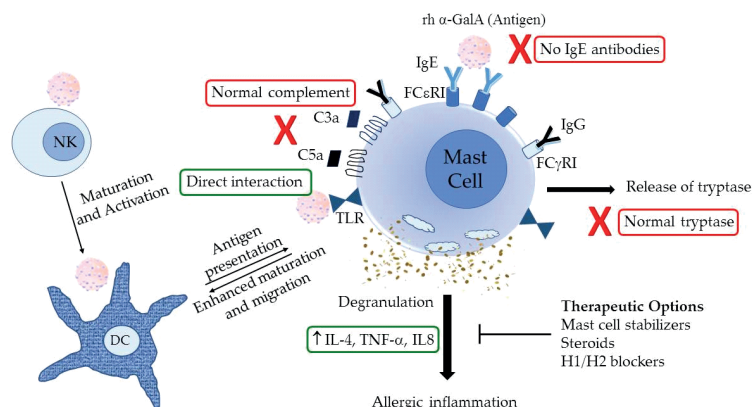 rh α-GalA (Antigen)
No IgE antibodies
IgE
FCεRI
Normal complement
C3a
C5a
IgG
FCγRI
NK
Mast
Cell
Maturation
and Activation
Direct interaction
TLR
Release of tryptase
Normal tryptase
Antigen
presentation
Enhanced maturation
and migration
DC
Degranulation
↑ IL-4, TNF-α, IL8
Therapeutic Options
Mast cell stabilizers
Steroids
H1/H2 blockers
Allergic inflammation